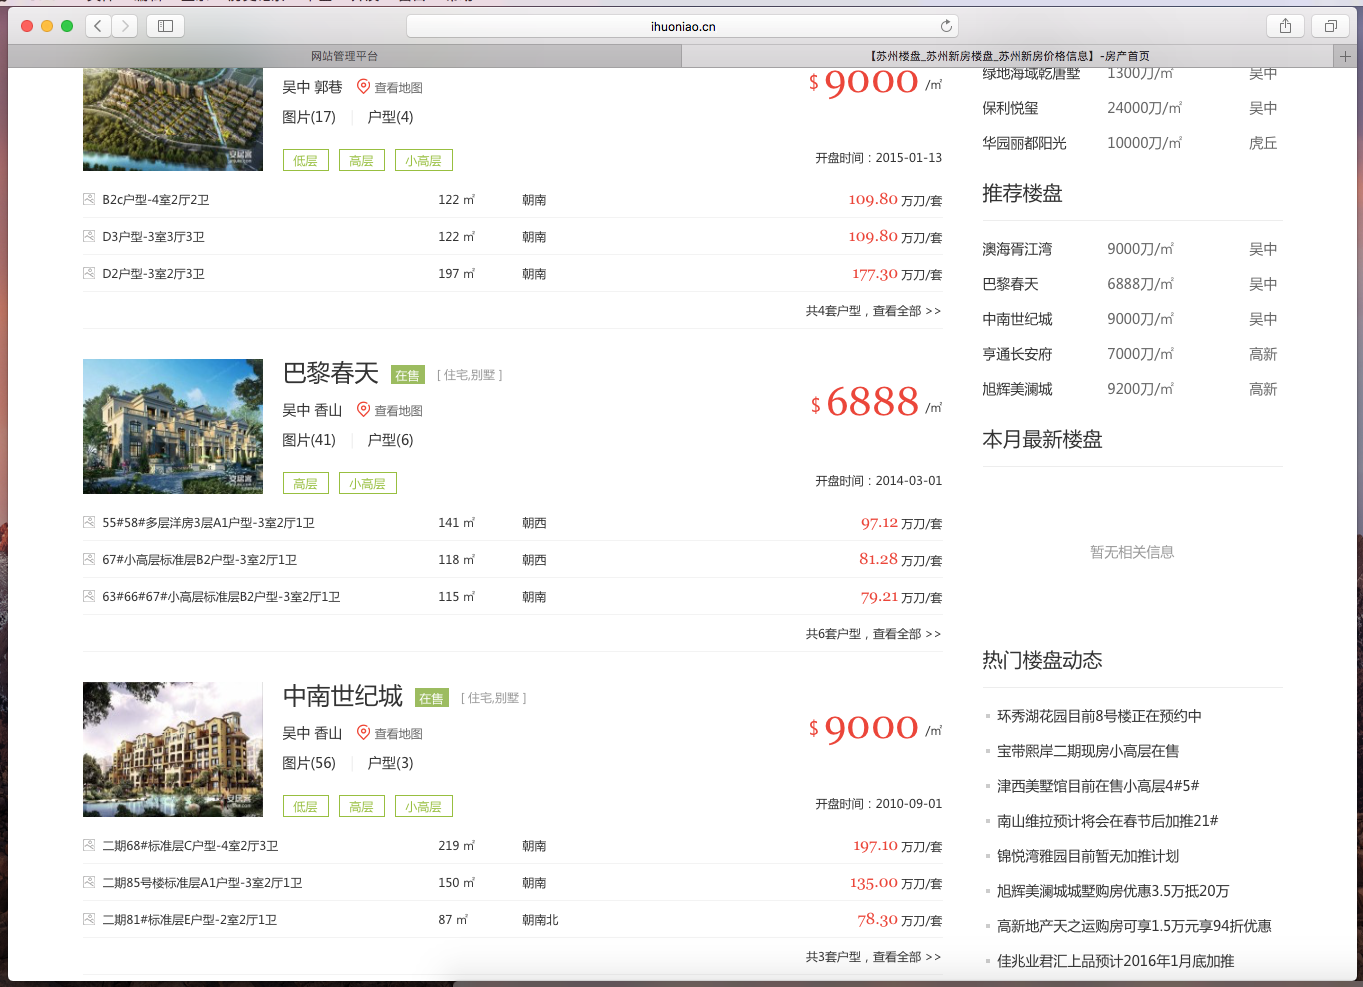 ihuoniao.cn
网站管理平台
【苏州楼盘_苏州新房楼盘_苏州新房价格信息】-房产首页
吴中 郭巷 查看地图
$ 9000 /㎡
图片(17) 户型(4)
低层 高层 小高层
开盘时间：2015-01-13
B2c户型-4室2厅2卫 122 ㎡ 朝南 109.80 万刀/套
D3户型-3室3厅3卫 122 ㎡ 朝南 109.80 万刀/套
D2户型-3室2厅3卫 197 ㎡ 朝南 177.30 万刀/套
共4套户型，查看全部 >>
巴黎春天 在售 [ 住宅,别墅 ]
吴中 香山 查看地图
$ 6888 /㎡
图片(41) 户型(6)
高层 小高层
开盘时间：2014-03-01
55#58#多层洋房3层A1户型-3室2厅1卫 141 ㎡ 朝西 97.12 万刀/套
67#小高层标准层B2户型-3室2厅1卫 118 ㎡ 朝西 81.28 万刀/套
63#66#67#小高层标准层B2户型-3室2厅1卫 115 ㎡ 朝南 79.21 万刀/套
共6套户型，查看全部 >>
中南世纪城 在售 [ 住宅,别墅 ]
吴中 香山 查看地图
$ 9000 /㎡
图片(56) 户型(3)
低层 高层 小高层
开盘时间：2010-09-01
二期68#标准层C户型-4室2厅3卫 219 ㎡ 朝南 197.10 万刀/套
二期85号楼标准层A1户型-3室2厅1卫 150 ㎡ 朝南 135.00 万刀/套
二期81#标准层E户型-2室2厅1卫 87 ㎡ 朝南北 78.30 万刀/套
共3套户型，查看全部 >>
绿地海域乾唐墅 1300刀/㎡ 吴中
保利悦玺 24000刀/㎡ 吴中
华园丽都阳光 10000刀/㎡ 虎丘
推荐楼盘
澳海胥江湾 9000刀/㎡ 吴中
巴黎春天 6888刀/㎡ 吴中
中南世纪城 9000刀/㎡ 吴中
亨通长安府 7000刀/㎡ 高新
旭辉美澜城 9200刀/㎡ 高新
本月最新楼盘
暂无相关信息
热门楼盘动态
环秀湖花园目前8号楼正在预约中
宝带熙岸二期现房小高层在售
津西美墅馆目前在售小高层4#5#
南山维拉预计将会在春节后加推21#
锦悦湾雅园目前暂无加推计划
旭辉美澜城城墅购房优惠3.5万抵20万
高新地产天之运购房可享1.5万元享94折优惠
佳兆业君汇上品预计2016年1月底加推